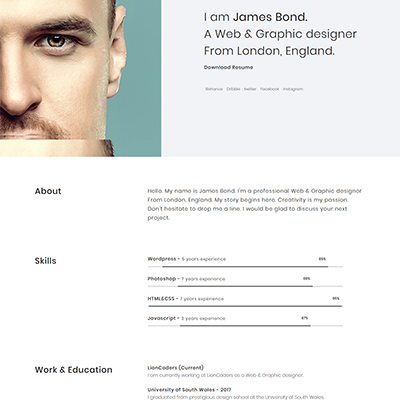 I am James Bond.
A Web & Graphic designer
From London, England.
Download Resume
Behance Dribble twitter Facebook Instagram
About
Hello. My name is James Bond. I'm a professional Web & Graphic designer
From London, England. My story begins here. Creativity is my passion.
Don't hesitate to drop me a line. I would be glad to discuss your next
project.
Skills
Wordpress - 5 years experience
Photoshop - 7 years experience
HTML&CSS - 7 years experience
Javascript - 3 years experience
Work & Education
LionCoders (Current)
I am currently working at LionCoders as a Web & Graphic designer.
University of South Wales - 2017
I graduated from prestigious design school at the University of South Wales.